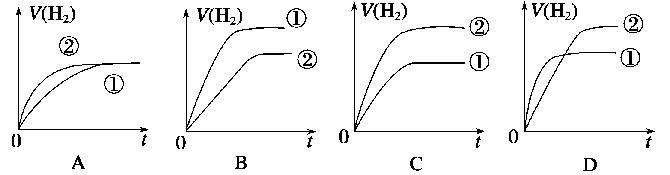 V(H₂) V(H₂) V(H₂) V(H₂)
② ① ② ②
① ② ① ①
0 t 0 t 0 t 0 t
A B C D